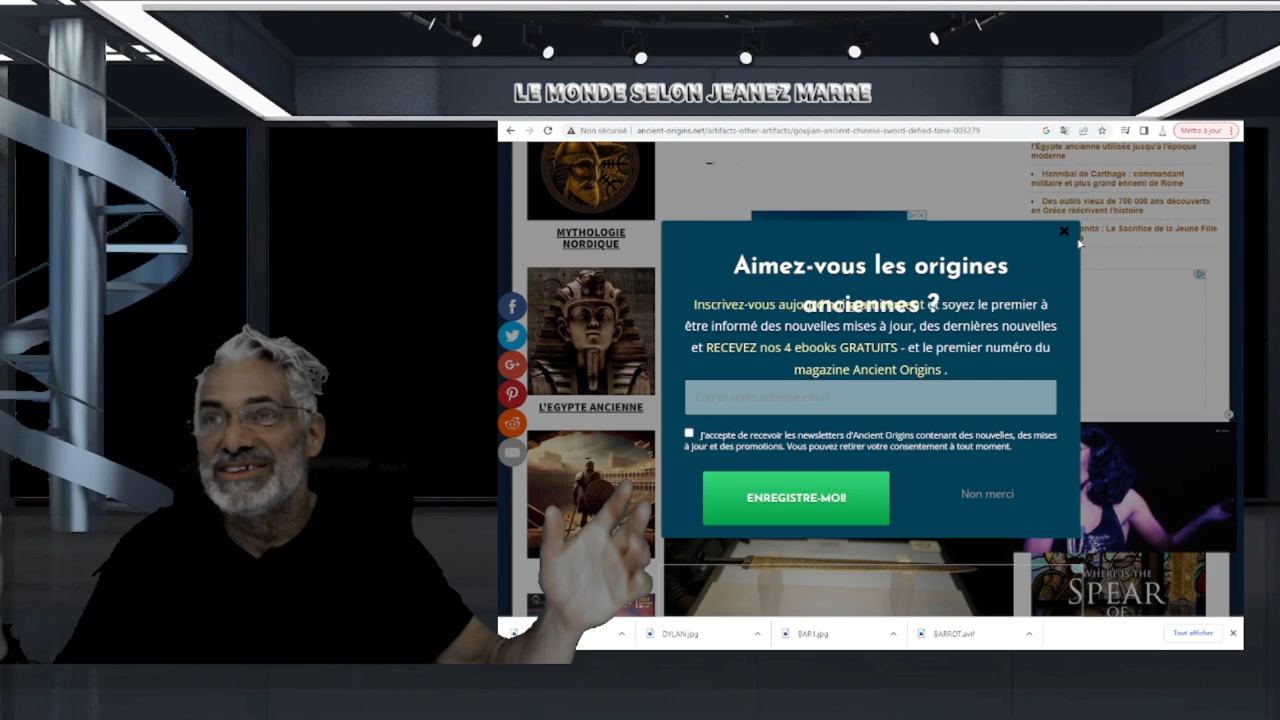 LE MONDE SELON JEANEZ MARRE
Non sécurisé
ancient-origins.net/artifacts-other-artifacts/goujian-ancient-chinese-sword-defied-time-003279
Mettre à jour
MYTHOLOGIE
NORDIQUE
L'EGYPTE ANCIENNE
l'Égypte ancienne utilisée jusqu'à l'époque
moderne
• Hannibal de Carthage : commandant
militaire et plus grand ennemi de Rome
• Des outils vieux de 700 000 ans découverts
en Grèce réécrivent l'histoire
: Le Sacrifice de la Jeune Fille
Aimez-vous les origines
anciennes ?
Inscrivez-vous et soyez le premier à
être informé des nouvelles mises à jour, des dernières nouvelles
et RECEVEZ nos 4 ebooks GRATUITS - et le premier numéro du
magazine Ancient Origins .
Entrez votre adresse email
J'accepte de recevoir les newsletters d'Ancient Origins contenant des nouvelles, des mises
à jour et des promotions. Vous pouvez retirer votre consentement à tout moment.
ENREGISTRE-MOI!
Non merci
WHERE IS THE
SPEAR
OF
DYLAN.jpg
BAR1.jpg
BARROT.avif
Tout afficher